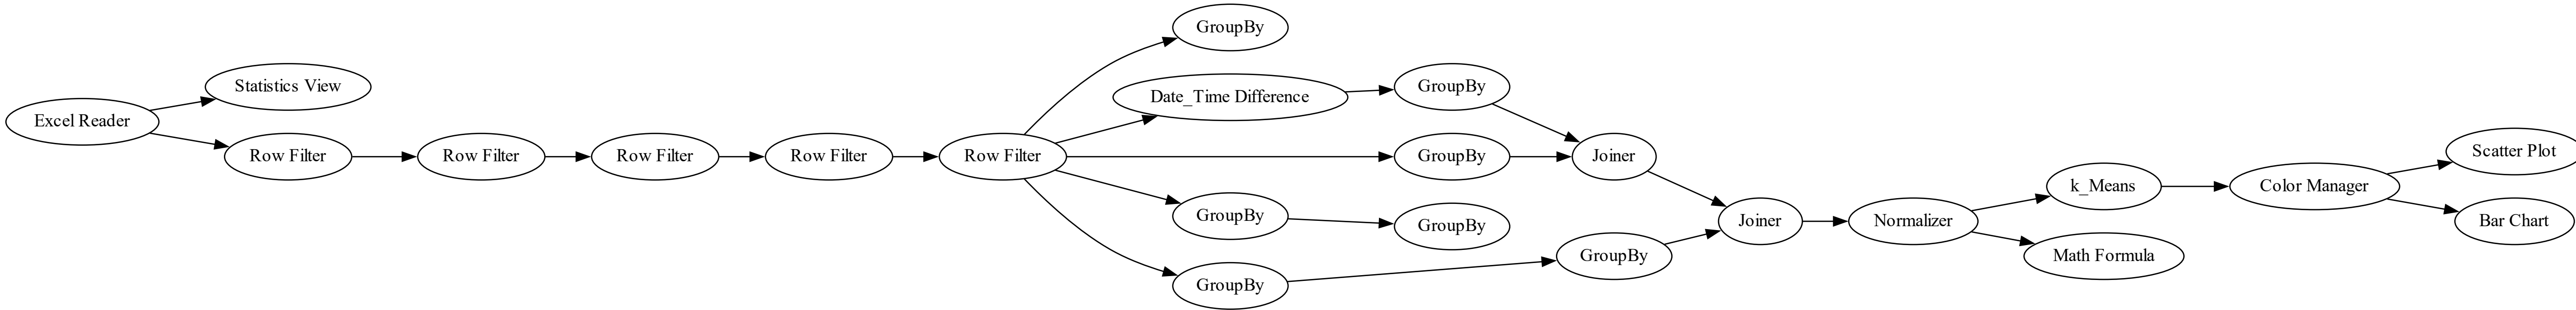 Excel Reader
Statistics View
Row Filter
Row Filter
Row Filter
Row Filter
Row Filter
GroupBy
Date_Time Difference
GroupBy
GroupBy
GroupBy
GroupBy
GroupBy
GroupBy
Joiner
Joiner
Normalizer
k_Means
Math Formula
Color Manager
Scatter Plot
Bar Chart